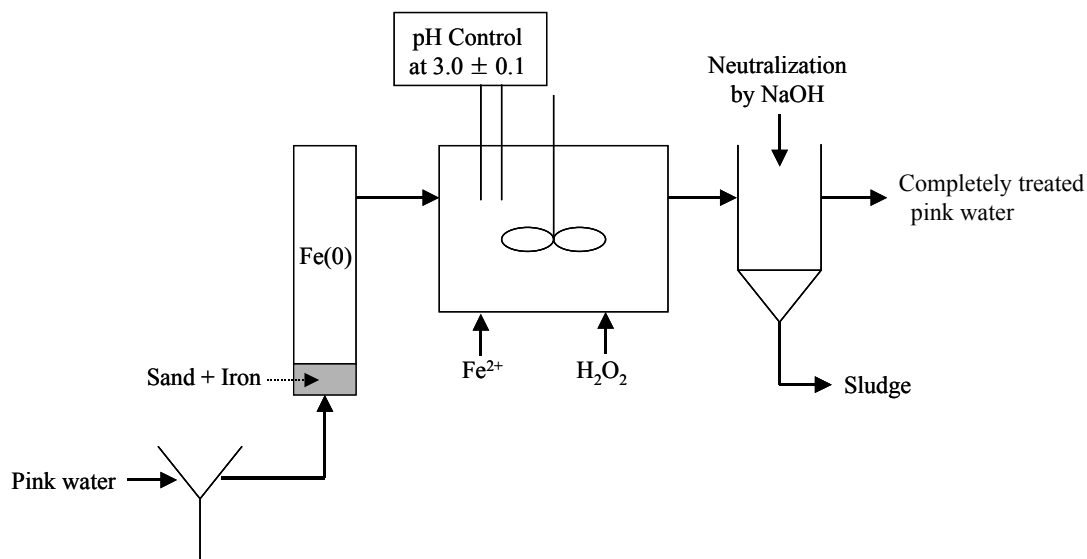 pH Control
at 3.0 ± 0.1
Neutralization
by NaOH
Completely treated
pink water
Fe(0)
Sand + Iron
Fe²⁺
H₂O₂
Sludge
Pink water